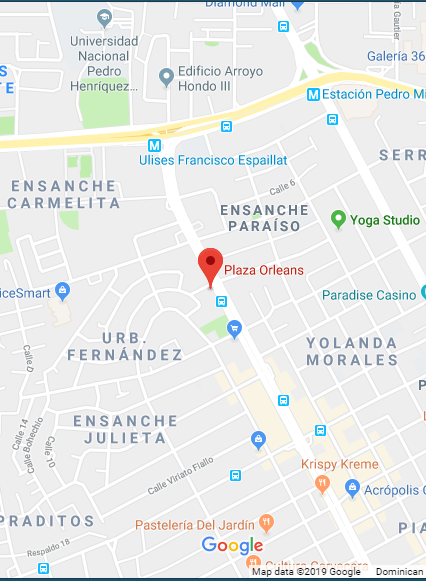 Diamond Mall
Universidad
Nacional
Pedro
Henríquez...
Galería 36
Edificio Arroyo
Hondo III
Estación Pedro Mi
Ulises Francisco Espaillat
SERR
Calle 6
ENSANCHE
CARMELITA
ENSANCHE
PARAÍSO
Yoga Studio
Plaza Orleans
iceSmart
Paradise Casino
URB.
FERNÁNDEZ
YOLANDA
MORALES
Calle D
ENSANCHE
JULIETA
Calle 14
Calle Bohechio
Calle 10
Calle Viriato Fiallo
Krispy Kreme
Acrópolis C
PRADITOS
Pastelería Del Jardín
PIA
Respaldo 18
Google
Map data ©2019 Google
Dominican